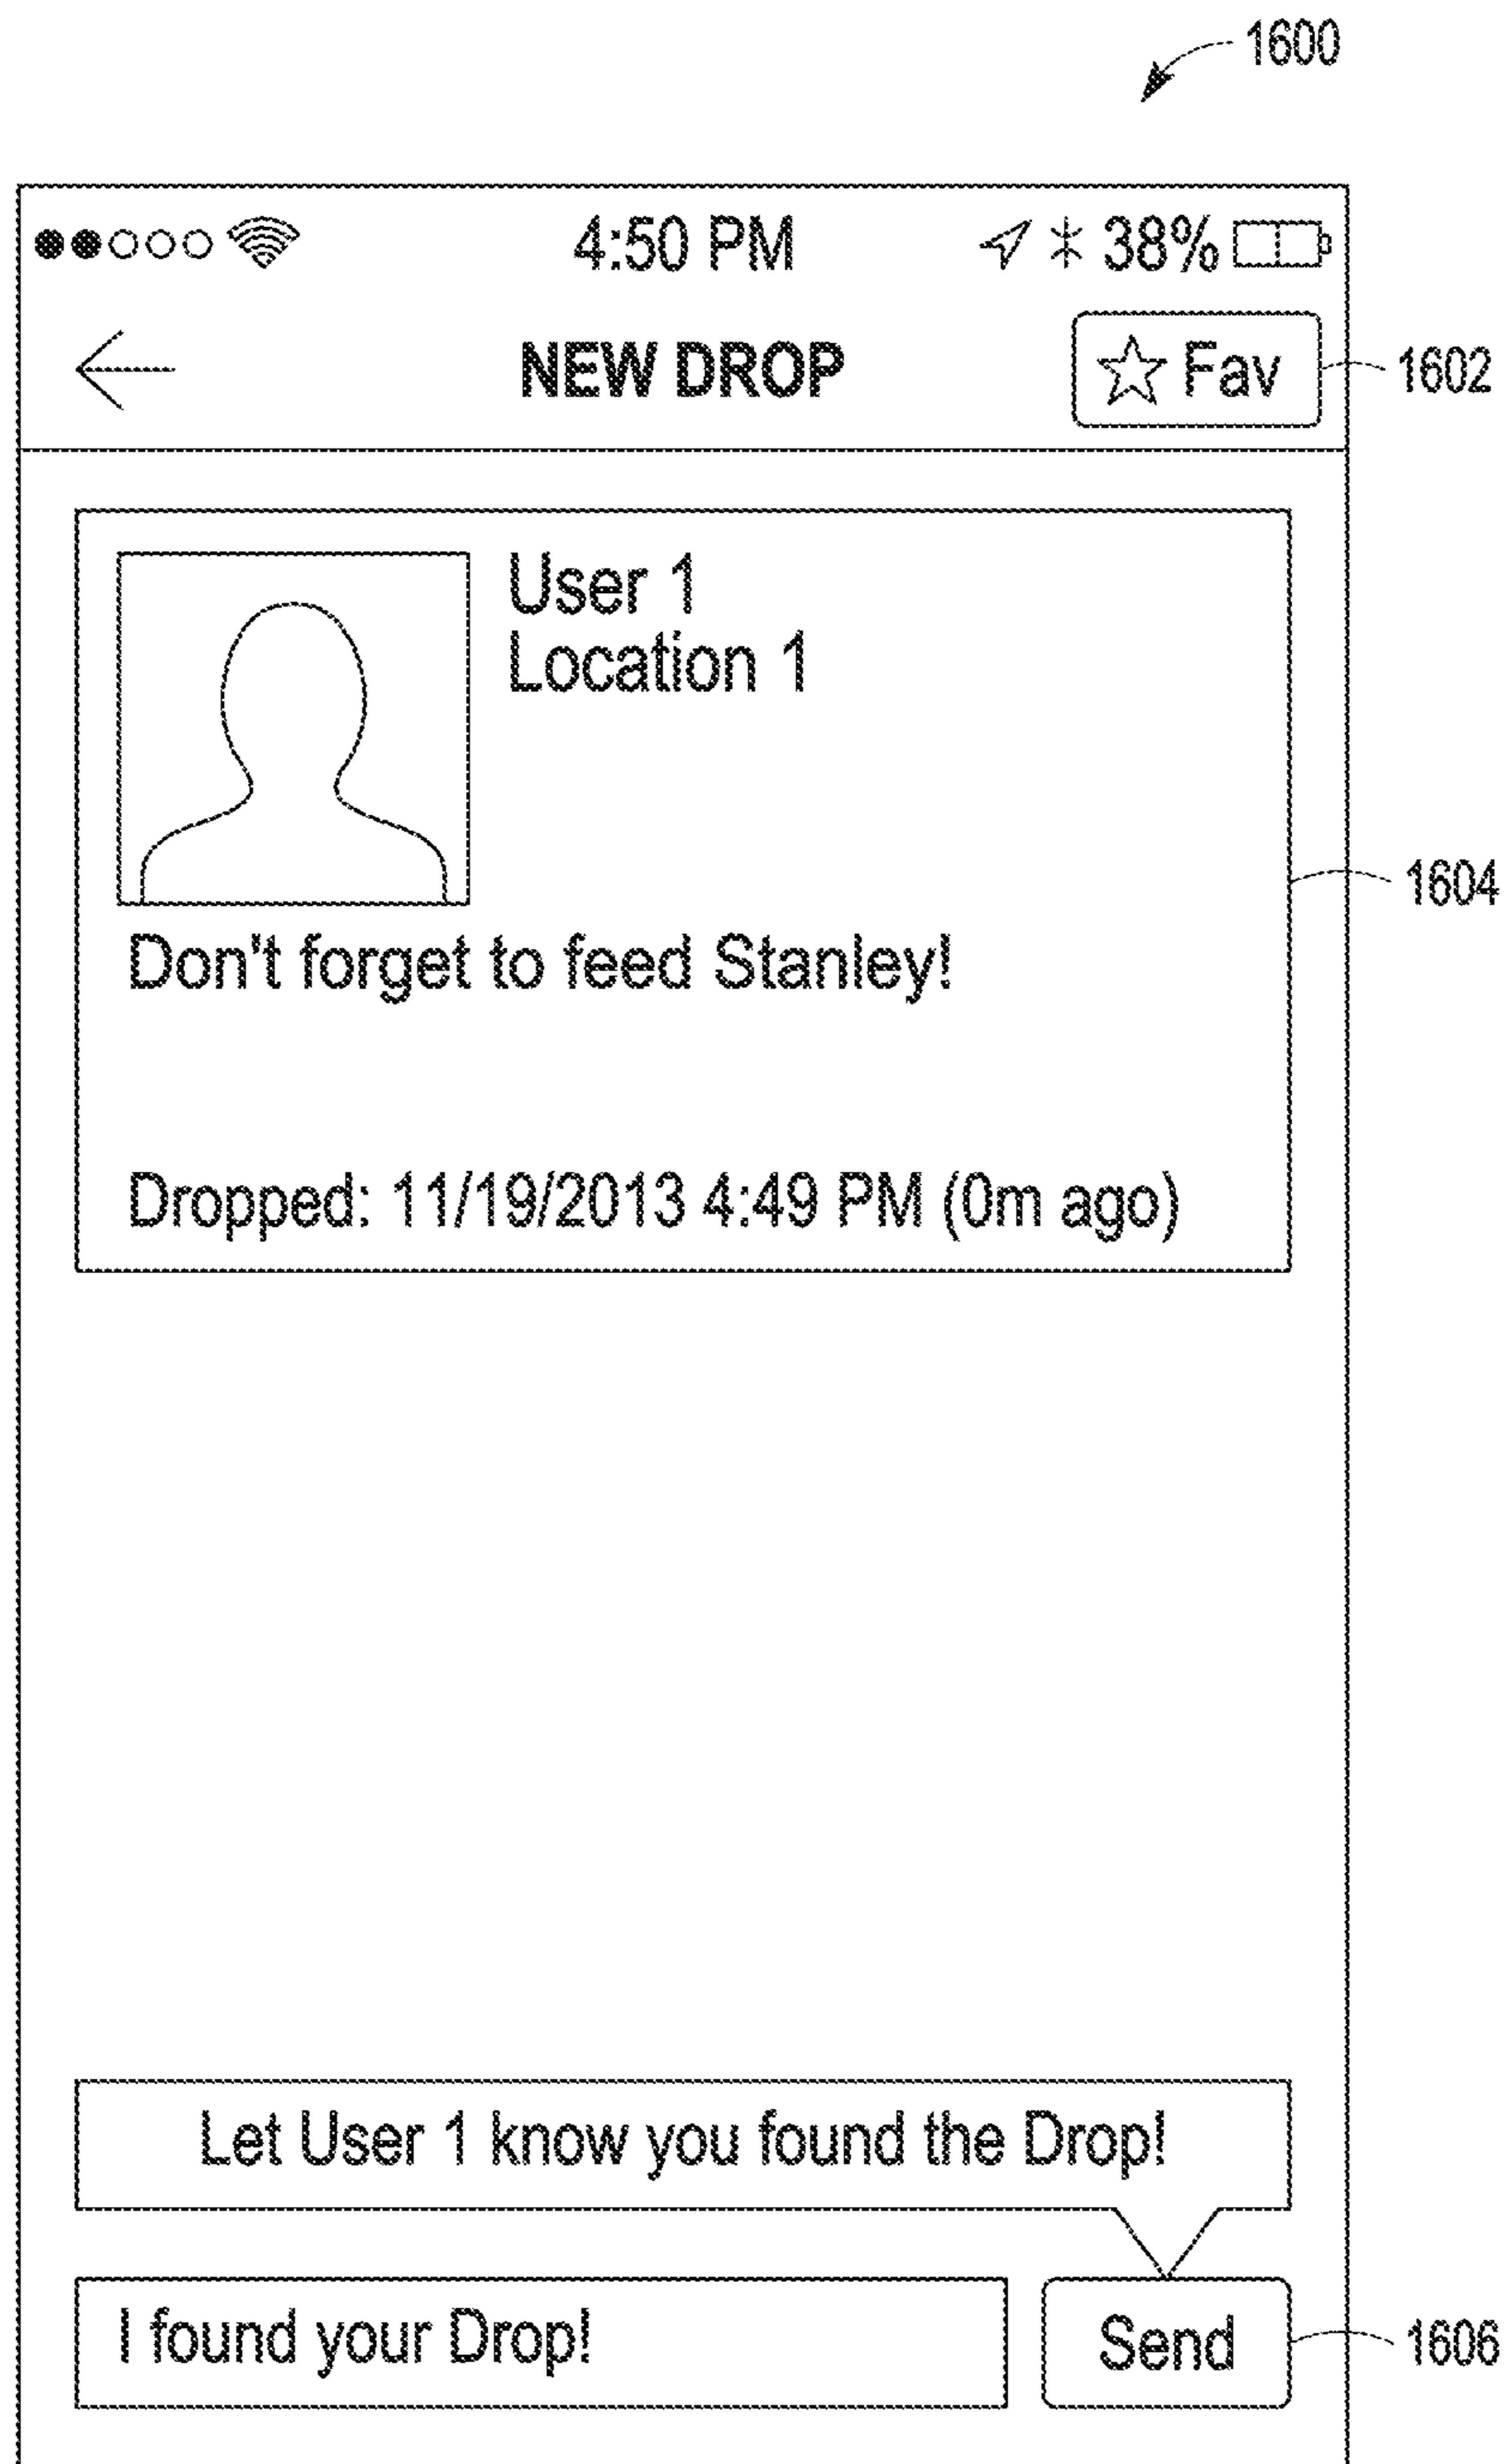 1600
4:50 PM 38%
NEW DROP Fav 1602
User 1
Location 1
1604
Don't forget to feed Stanley!
Dropped: 11/19/2013 4:49 PM (0m ago)
Let User 1 know you found the Drop!
I found your Drop! Send 1606